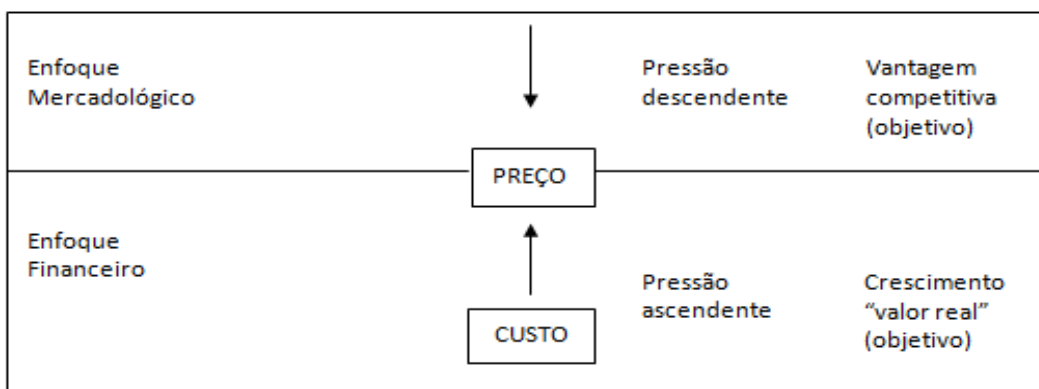 Enfoque
Mercadológico
Pressão
descendente
Vantagem
competitiva
(objetivo)
PREÇO
Enfoque
Financeiro
Pressão
ascendente
Crescimento
“valor real”
(objetivo)
CUSTO